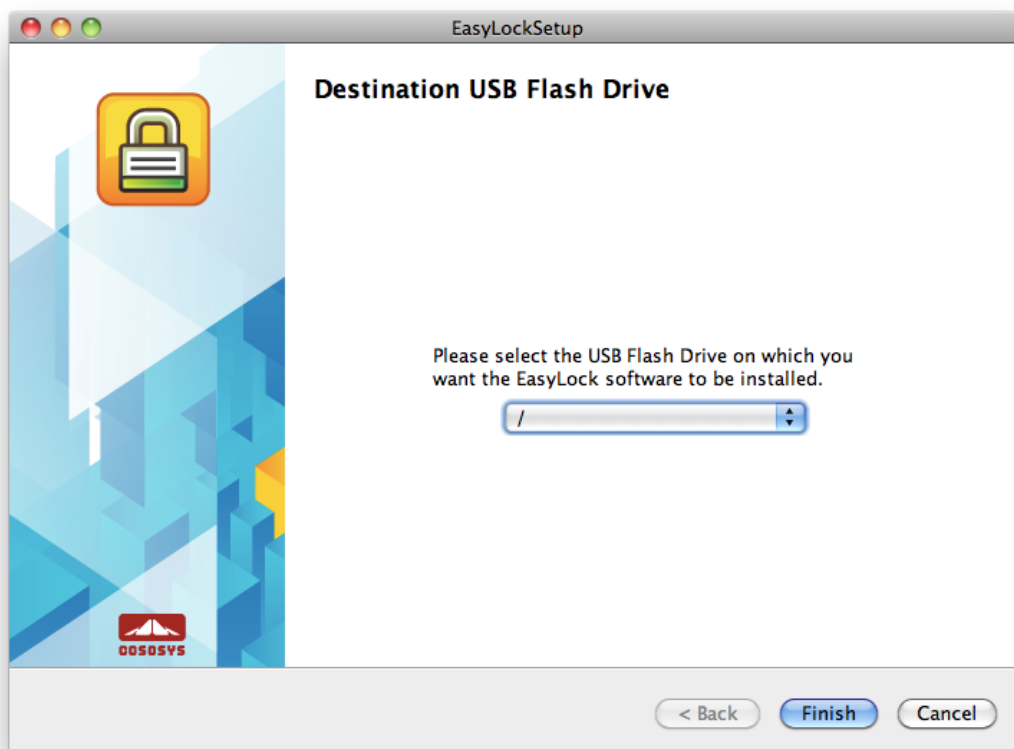 EasyLockSetup
Destination USB Flash Drive
Please select the USB Flash Drive on which you
want the EasyLock software to be installed.
/
COSOSYS
< Back
Finish
Cancel